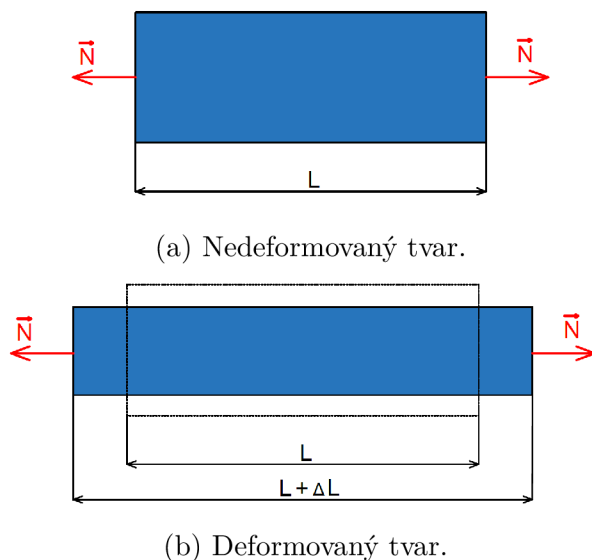 N⃗ N⃗
L
(a) Nedeformovaný tvar.
N⃗ N⃗
L
L + ΔL
(b) Deformovaný tvar.